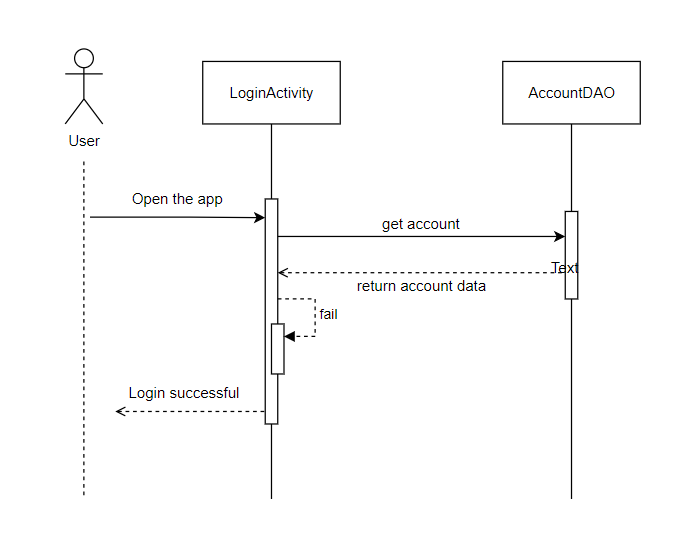 LoginActivity
AccountDAO
User
Open the app
get account
Text
return account data
fail
Login successful